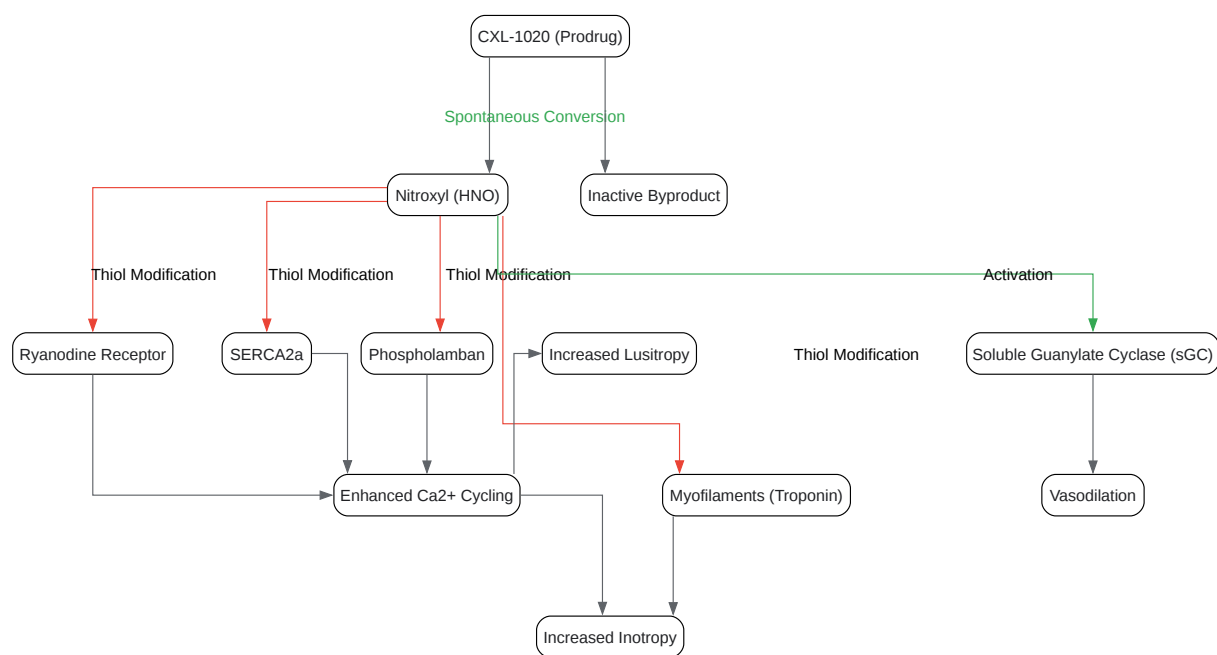 CXL-1020 (Prodrug)
Spontaneous Conversion
Nitroxyl (HNO)
Inactive Byproduct
Thiol Modification
Thiol Modification
Thiol Modification
Activation
Ryanodine Receptor
SERCA2a
Phospholamban
Increased Lusitropy
Thiol Modification
Soluble Guanylate Cyclase (sGC)
Enhanced Ca2+ Cycling
Myofilaments (Troponin)
Vasodilation
Increased Inotropy